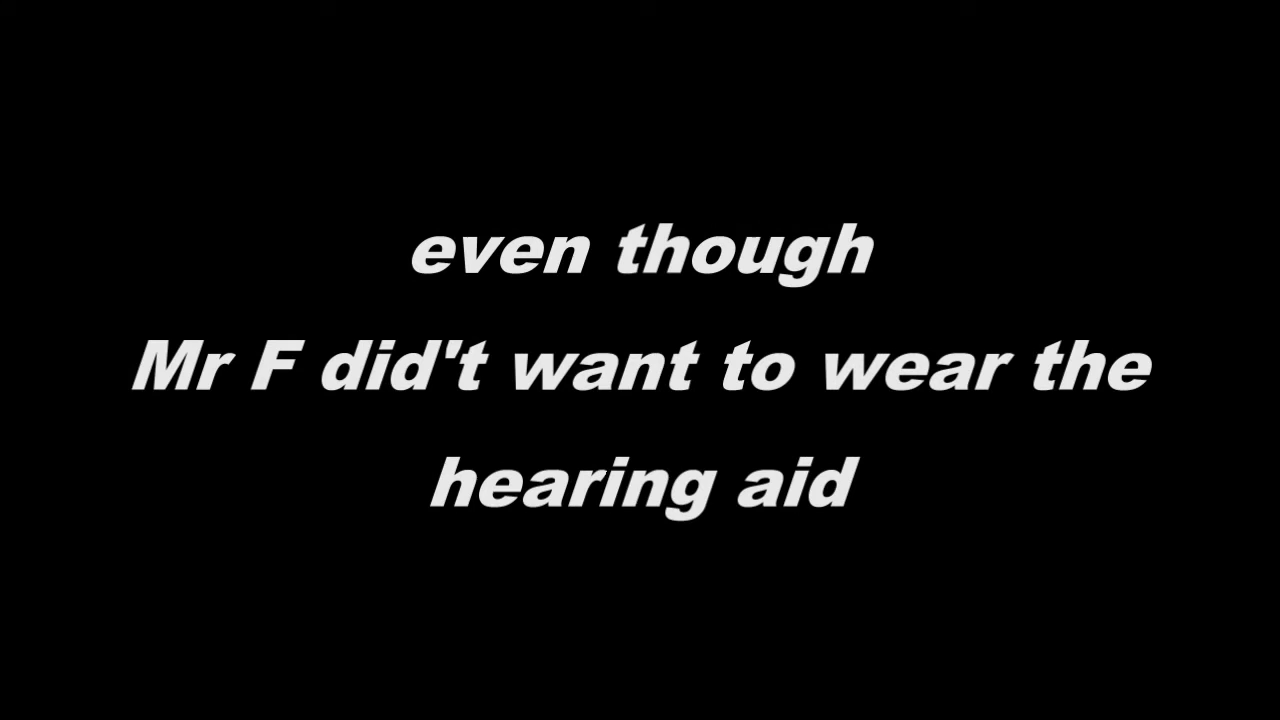 even though
Mr F did't want to wear the
hearing aid